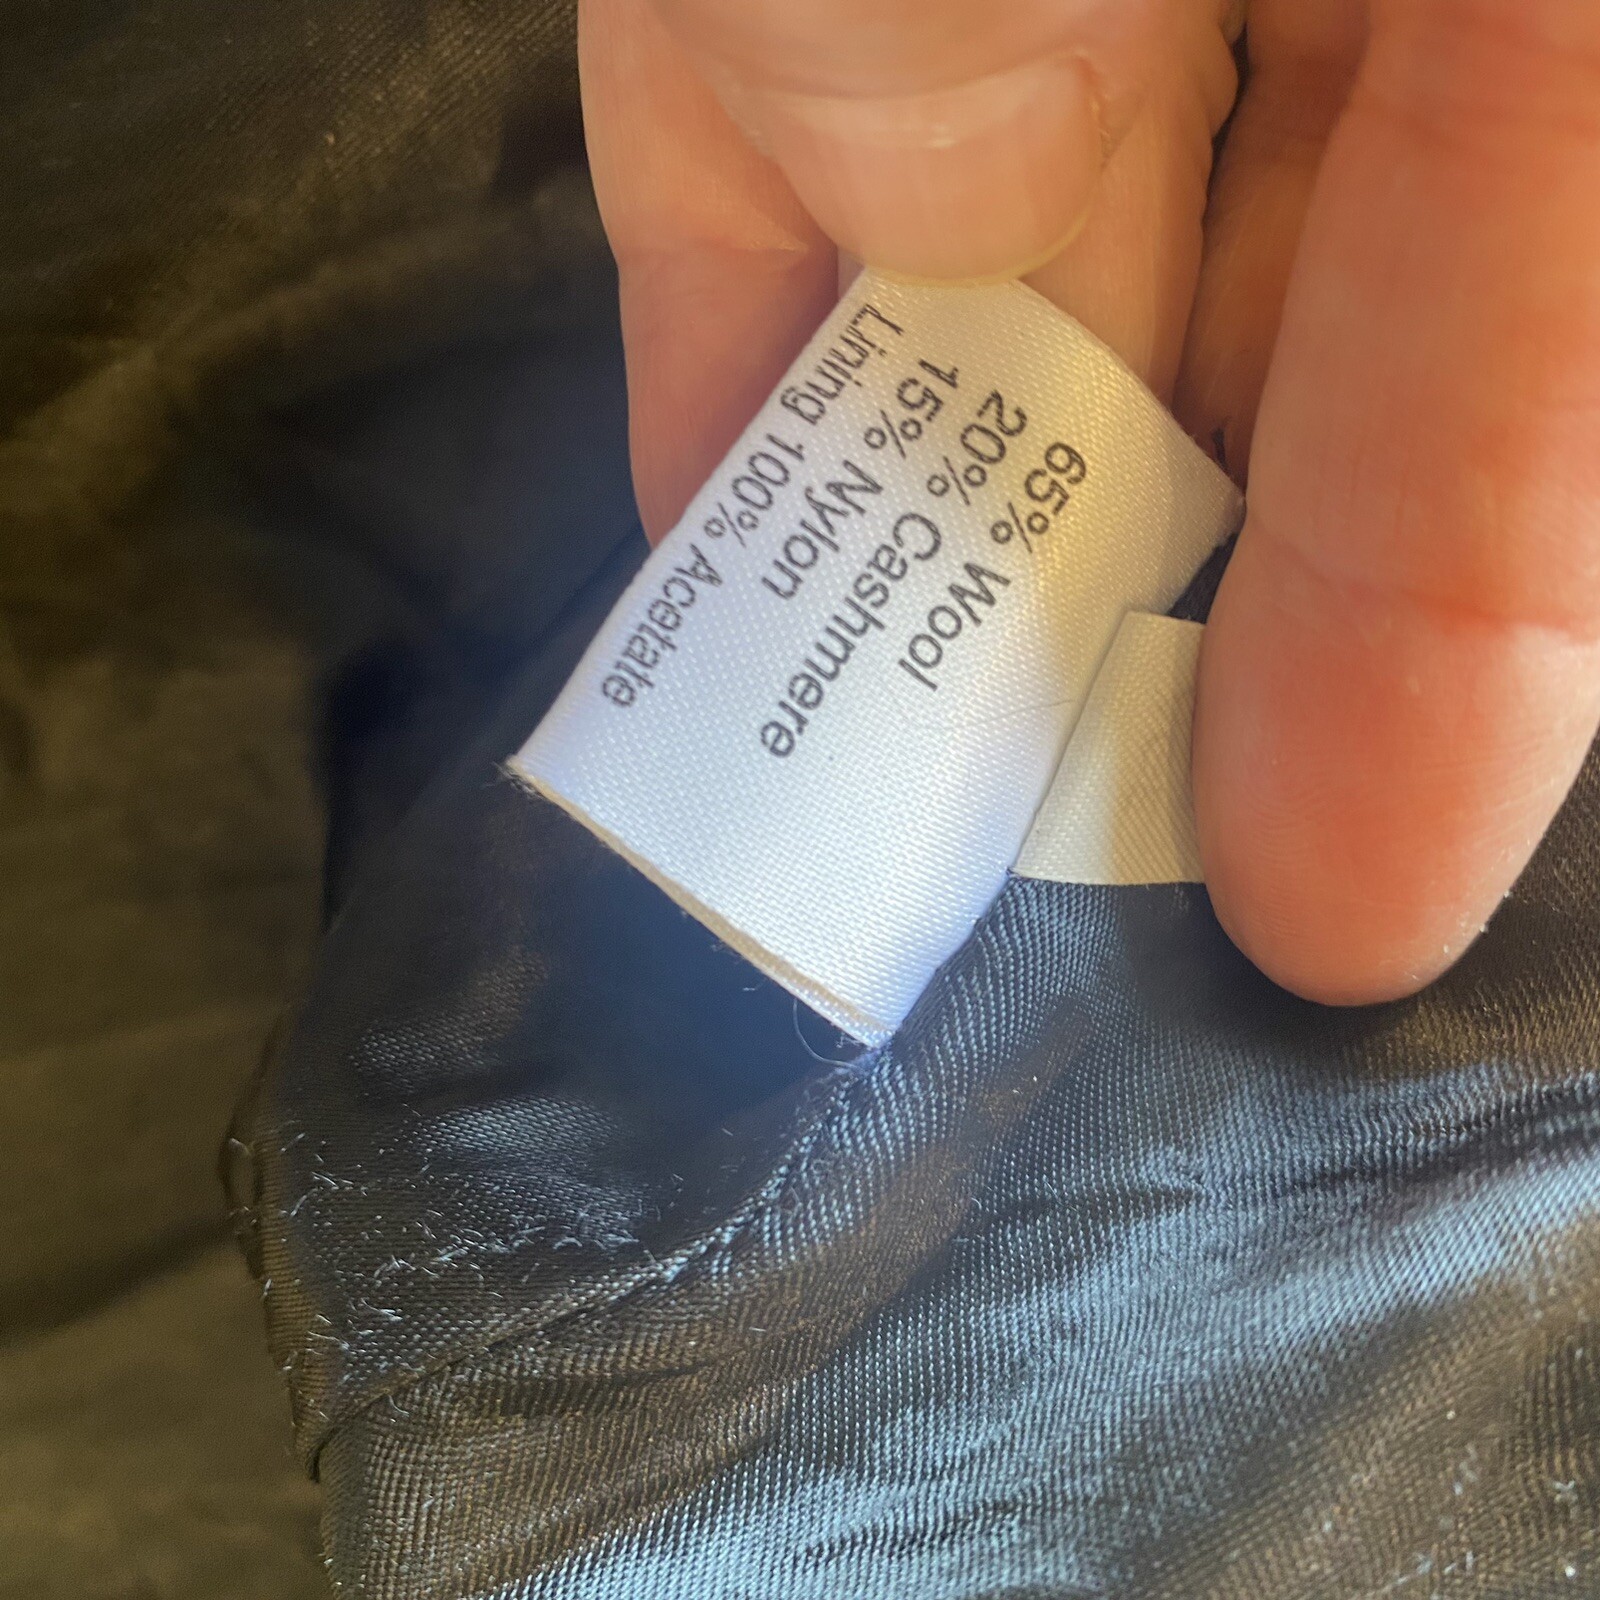 65% Wool
20% Cashmere
15% Nylon
Lining 100% Acetate